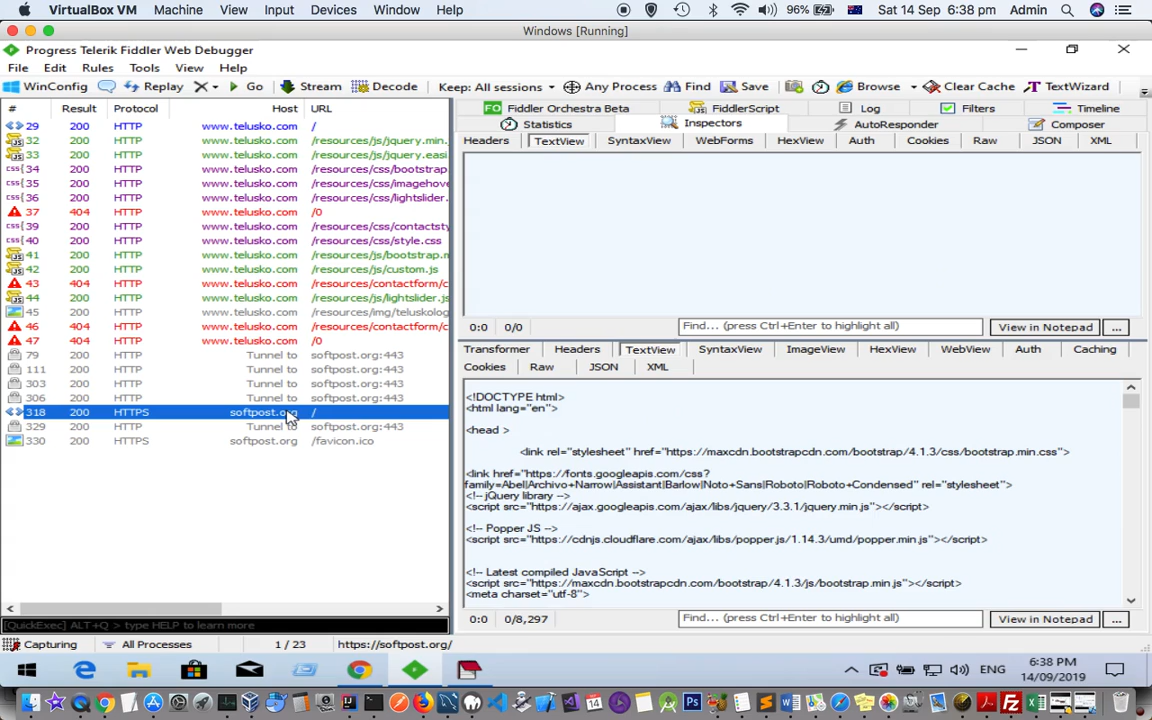 VirtualBox VM Machine View Input Devices Window Help 96% Sat 14 Sep 6:38 pm Admin
Windows [Running]
Progress Telerik Fiddler Web Debugger
File Edit Rules Tools View Help
WinConfig Replay Go Stream Decode Keep: All sessions Any Process Find Save Browse Clear Cache TextWizard
# Result Protocol Host URL
29 200 HTTP www.telusko.com /
32 200 HTTP www.telusko.com /resources/js/jquery.min.
33 200 HTTP www.telusko.com /resources/js/jquery.easi
34 200 HTTP www.telusko.com /resources/css/bootstrap
35 200 HTTP www.telusko.com /resources/css/imagehove
36 200 HTTP www.telusko.com /resources/css/lightslider
37 404 HTTP www.telusko.com /0
39 200 HTTP www.telusko.com /resources/css/contactsty
40 200 HTTP www.telusko.com /resources/css/style.css
41 200 HTTP www.telusko.com /resources/js/bootstrap.m
42 200 HTTP www.telusko.com /resources/js/custom.js
43 404 HTTP www.telusko.com /resources/contactform/c
44 200 HTTP www.telusko.com /resources/js/lightslider.js
45 200 HTTP www.telusko.com /resources/img/teluskolog
46 404 HTTP www.telusko.com /resources/contactform/c
47 404 HTTP www.telusko.com /0
79 200 HTTP Tunnel to softpost.org:443
111 200 HTTP Tunnel to softpost.org:443
303 200 HTTP Tunnel to softpost.org:443
306 200 HTTP Tunnel to softpost.org:443
318 200 HTTPS softpost.org /
329 200 HTTP Tunnel to softpost.org:443
330 200 HTTPS softpost.org /favicon.ico
[QuickExec] ALT+Q > type HELP to learn more
FO Fiddler Orchestra Beta FiddlerScript Log Filters Timeline
Statistics Inspectors AutoResponder Composer
Headers TextView SyntaxView WebForms HexView Auth Cookies Raw JSON XML
0:0 0/0 Find... (press Ctrl+Enter to highlight all) View in Notepad ...
Transformer Headers TextView SyntaxView ImageView HexView WebView Auth Caching
Cookies Raw JSON XML
<!DOCTYPE html>
<html lang="en">
<head >
<link rel="stylesheet" href="https://maxcdn.bootstrapcdn.com/bootstrap/4.1.3/css/bootstrap.min.css">
<link href="https://fonts.googleapis.com/css?
family=Abel|Archivo+Narrow|Assistant|Barlow|Noto+Sans|Roboto|Roboto+Condensed" rel="stylesheet">
<!-- jQuery library -->
<script src="https://ajax.googleapis.com/ajax/libs/jquery/3.3.1/jquery.min.js"></script>
<!-- Popper JS -->
<script src="https://cdnjs.cloudflare.com/ajax/libs/popper.js/1.14.3/umd/popper.min.js"></script>
<!-- Latest compiled JavaScript -->
<script src="https://maxcdn.bootstrapcdn.com/bootstrap/4.1.3/js/bootstrap.min.js"></script>
<meta charset="utf-8">
0:0 0/8,297 Find... (press Ctrl+Enter to highlight all) View in Notepad ...
Capturing All Processes 1 / 23 https://softpost.org/
ENG 6:38 PM
14/09/2019